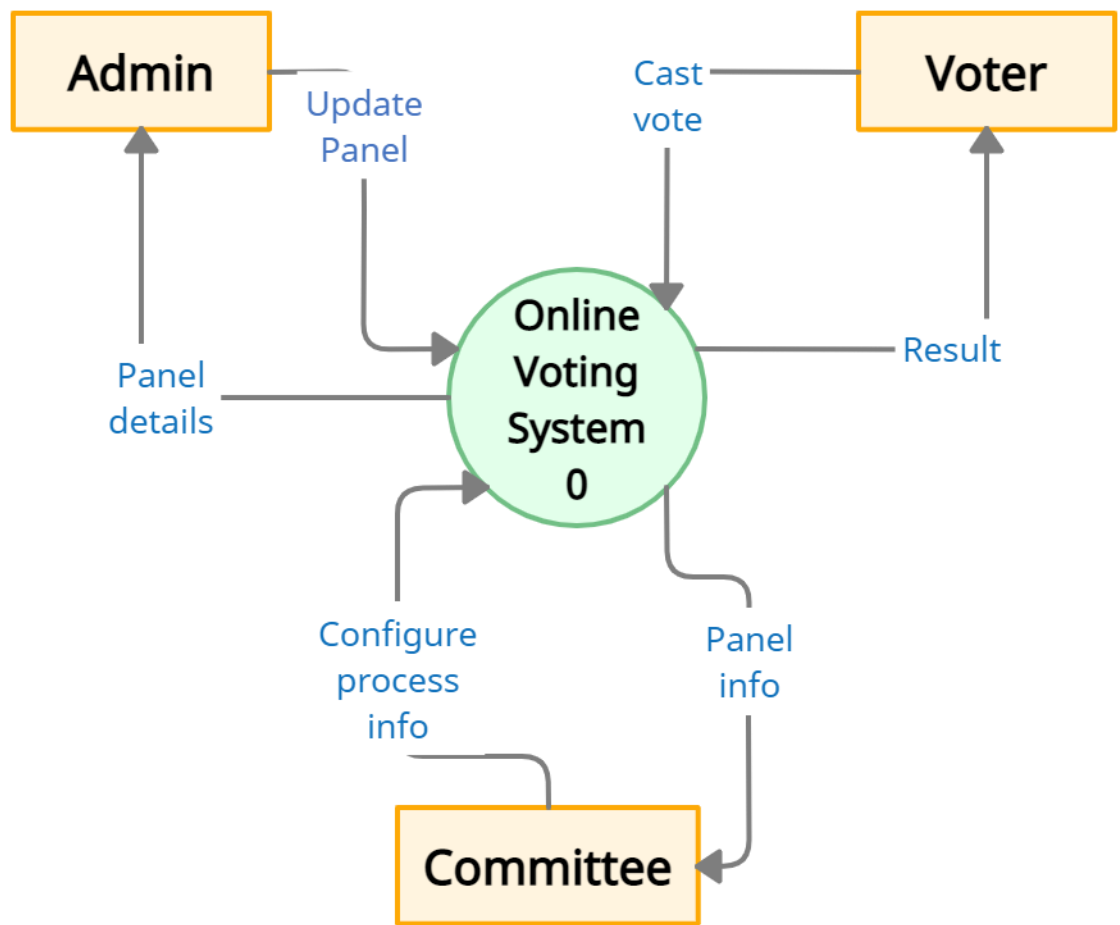 Admin
Voter
Update
Panel
Cast
vote
Online
Voting
System
0
Result
Panel
details
Configure
process
info
Panel
info
Committee